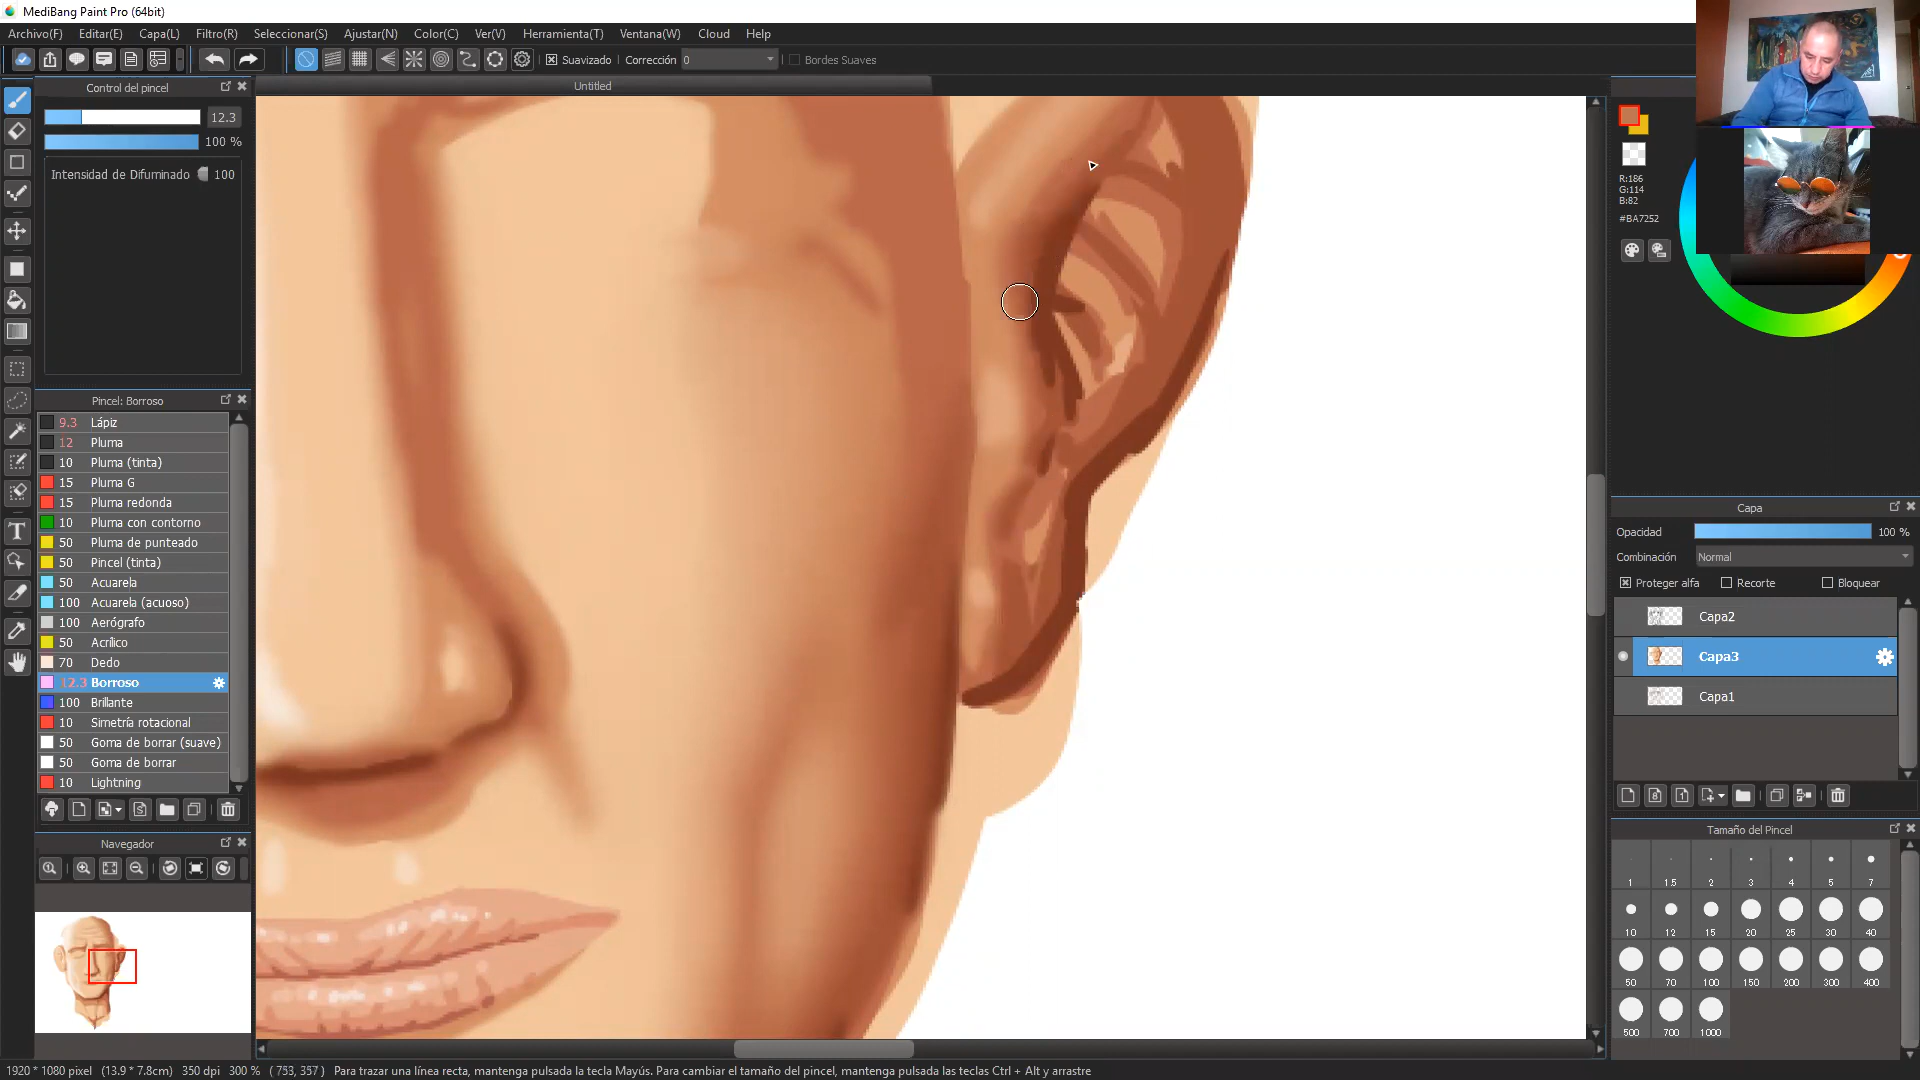 MediBang Paint Pro (64bit)
Archivo(F) Editar(E) Capa(L) Filtro(R) Seleccionar(S) Ajustar(N) Color(C) Ver(V) Herramienta(T) Ventana(W) Cloud Help
Suavizado Corrección 0 Bordes Suaves
Untitled
Control del pincel
12.3
100 %
Intensidad de Difuminado 100
Pincel: Borroso
9.3 Lápiz
12 Pluma
10 Pluma (tinta)
15 Pluma G
15 Pluma redonda
10 Pluma con contorno
50 Pluma de punteado
50 Pincel (tinta)
50 Acuarela
100 Acuarela (acuoso)
100 Aerógrafo
50 Acrílico
70 Dedo
12.3 Borroso
100 Brillante
10 Simetría rotacional
50 Goma de borrar (suave)
50 Goma de borrar
10 Lightning
Navegador
R:186
G:114
B:82
#BA7252
Capa
Opacidad 100 %
Combinación Normal
Proteger alfa Recorte Bloquear
Capa2
Capa3
Capa1
Tamaño del Pincel
1 1.5 2 3 4 5 7
10 12 15 20 25 30 40
50 70 100 150 200 300 400
500 700 1000
1920 * 1080 pixel (13.9 * 7.8cm) 350 dpi 300 % ( 753, 357 ) Para trazar una línea recta, mantenga pulsada la tecla Mayús. Para cambiar el tamaño del pincel, mantenga pulsada las teclas Ctrl + Alt y arrastre